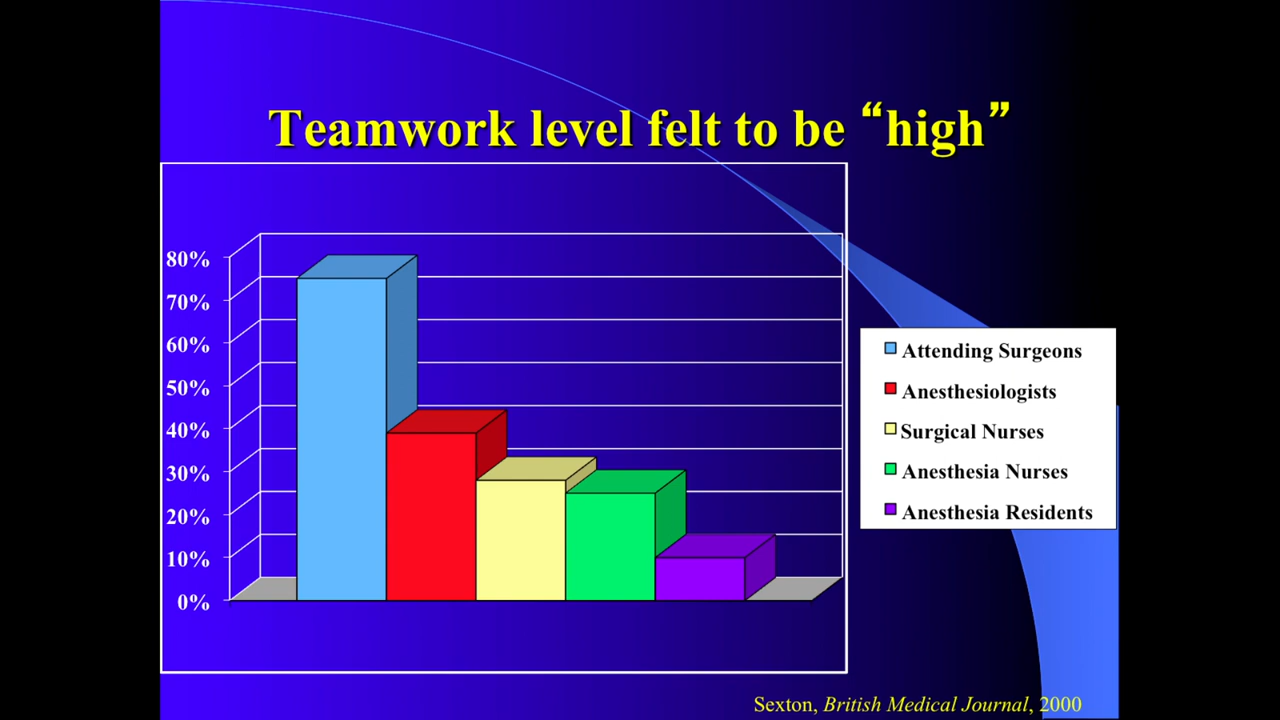 Teamwork level felt to be “high”
80%
70%
60%
50%
40%
30%
20%
10%
0%
Attending Surgeons
Anesthesiologists
Surgical Nurses
Anesthesia Nurses
Anesthesia Residents
Sexton, British Medical Journal, 2000